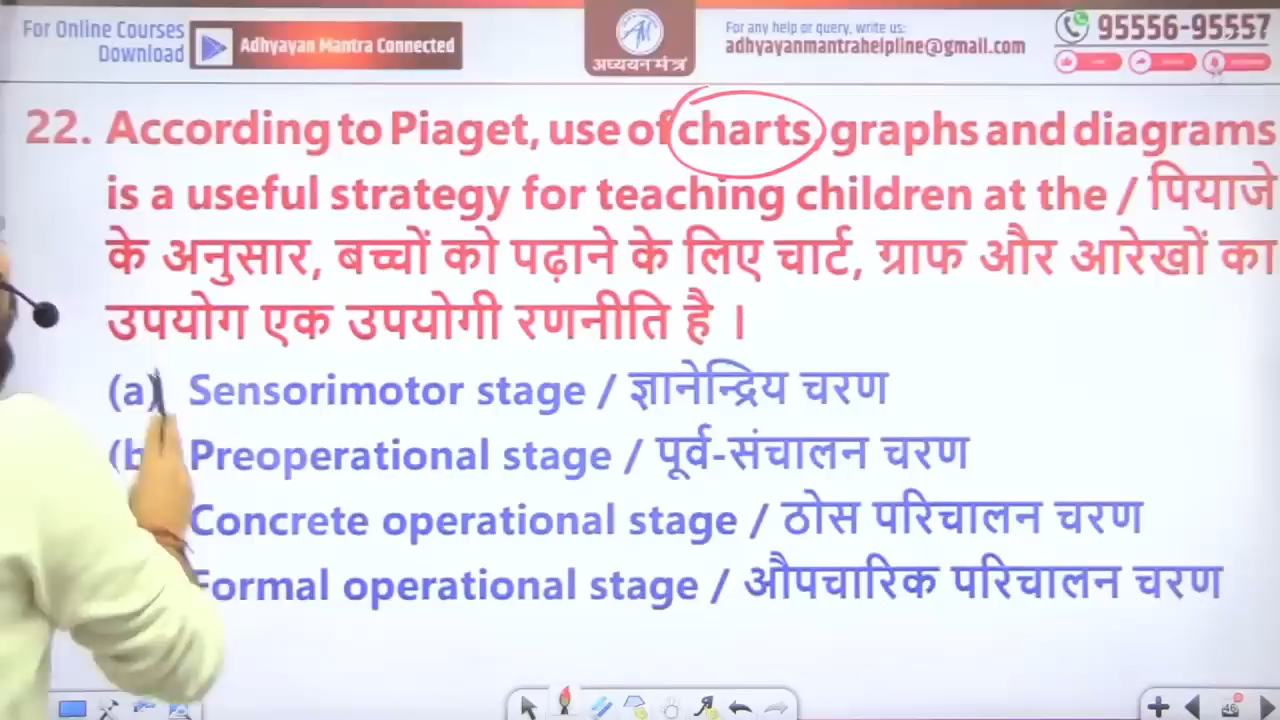 For Online Courses
Download
Adhyayan Mantra Connected
अध्ययन मंत्र
For any help or query, write us:
adhyayanmantrahelpline@gmail.com
95556-95557
22. According to Piaget, use of charts, graphs and diagrams
is a useful strategy for teaching children at the / पियाजे
के अनुसार, बच्चों को पढ़ाने के लिए चार्ट, ग्राफ और आरेखों का
उपयोग एक उपयोगी रणनीति है ।
(a) Sensorimotor stage / ज्ञानेन्द्रिय चरण
(b Preoperational stage / पूर्व-संचालन चरण
Concrete operational stage / ठोस परिचालन चरण
Formal operational stage / औपचारिक परिचालन चरण
46